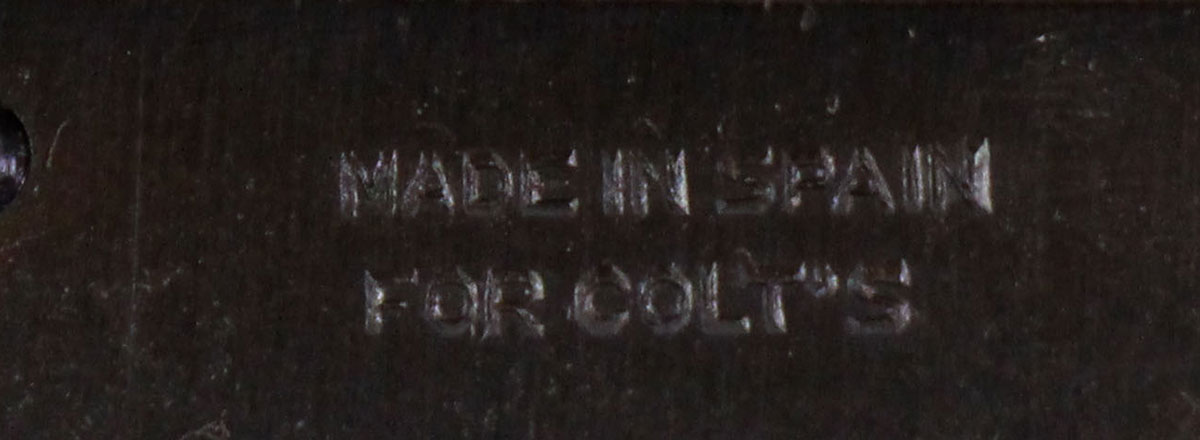 MADE IN SPAIN
FOR COLT'S